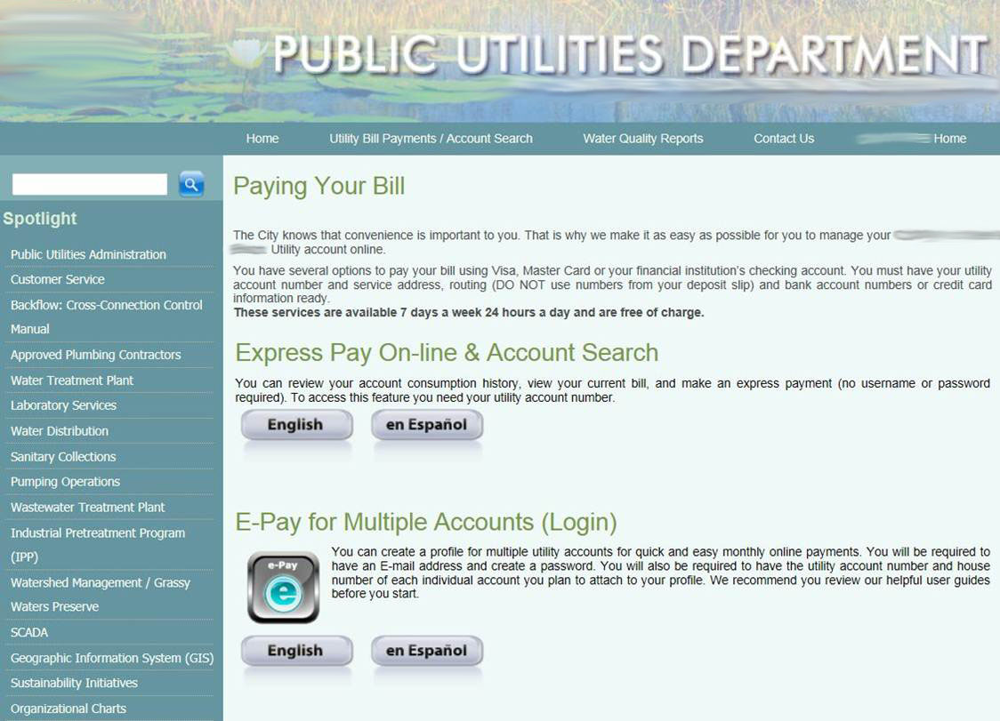 PUBLIC UTILITIES DEPARTMENT
Home Utility Bill Payments / Account Search Water Quality Reports Contact Us Home
Spotlight
Public Utilities Administration
Customer Service
Backflow: Cross-Connection Control
Manual
Approved Plumbing Contractors
Water Treatment Plant
Laboratory Services
Water Distribution
Sanitary Collections
Pumping Operations
Wastewater Treatment Plant
Industrial Pretreatment Program
(IPP)
Watershed Management / Grassy
Waters Preserve
SCADA
Geographic Information System (GIS)
Sustainability Initiatives
Organizational Charts
Paying Your Bill
The City knows that convenience is important to you. That is why we make it as easy as possible for you to manage your
Utility account online.
You have several options to pay your bill using Visa, Master Card or your financial institution's checking account. You must have your utility
account number and service address, routing (DO NOT use numbers from your deposit slip) and bank account numbers or credit card
information ready.
These services are available 7 days a week 24 hours a day and are free of charge.
Express Pay On-line & Account Search
You can review your account consumption history, view your current bill, and make an express payment (no username or password
required). To access this feature you need your utility account number.
English en Español
E-Pay for Multiple Accounts (Login)
e-Pay
e
You can create a profile for multiple utility accounts for quick and easy monthly online payments. You will be required to
have an E-mail address and create a password. You will also be required to have the utility account number and house
number of each individual account you plan to attach to your profile. We recommend you review our helpful user guides
before you start.
English en Español